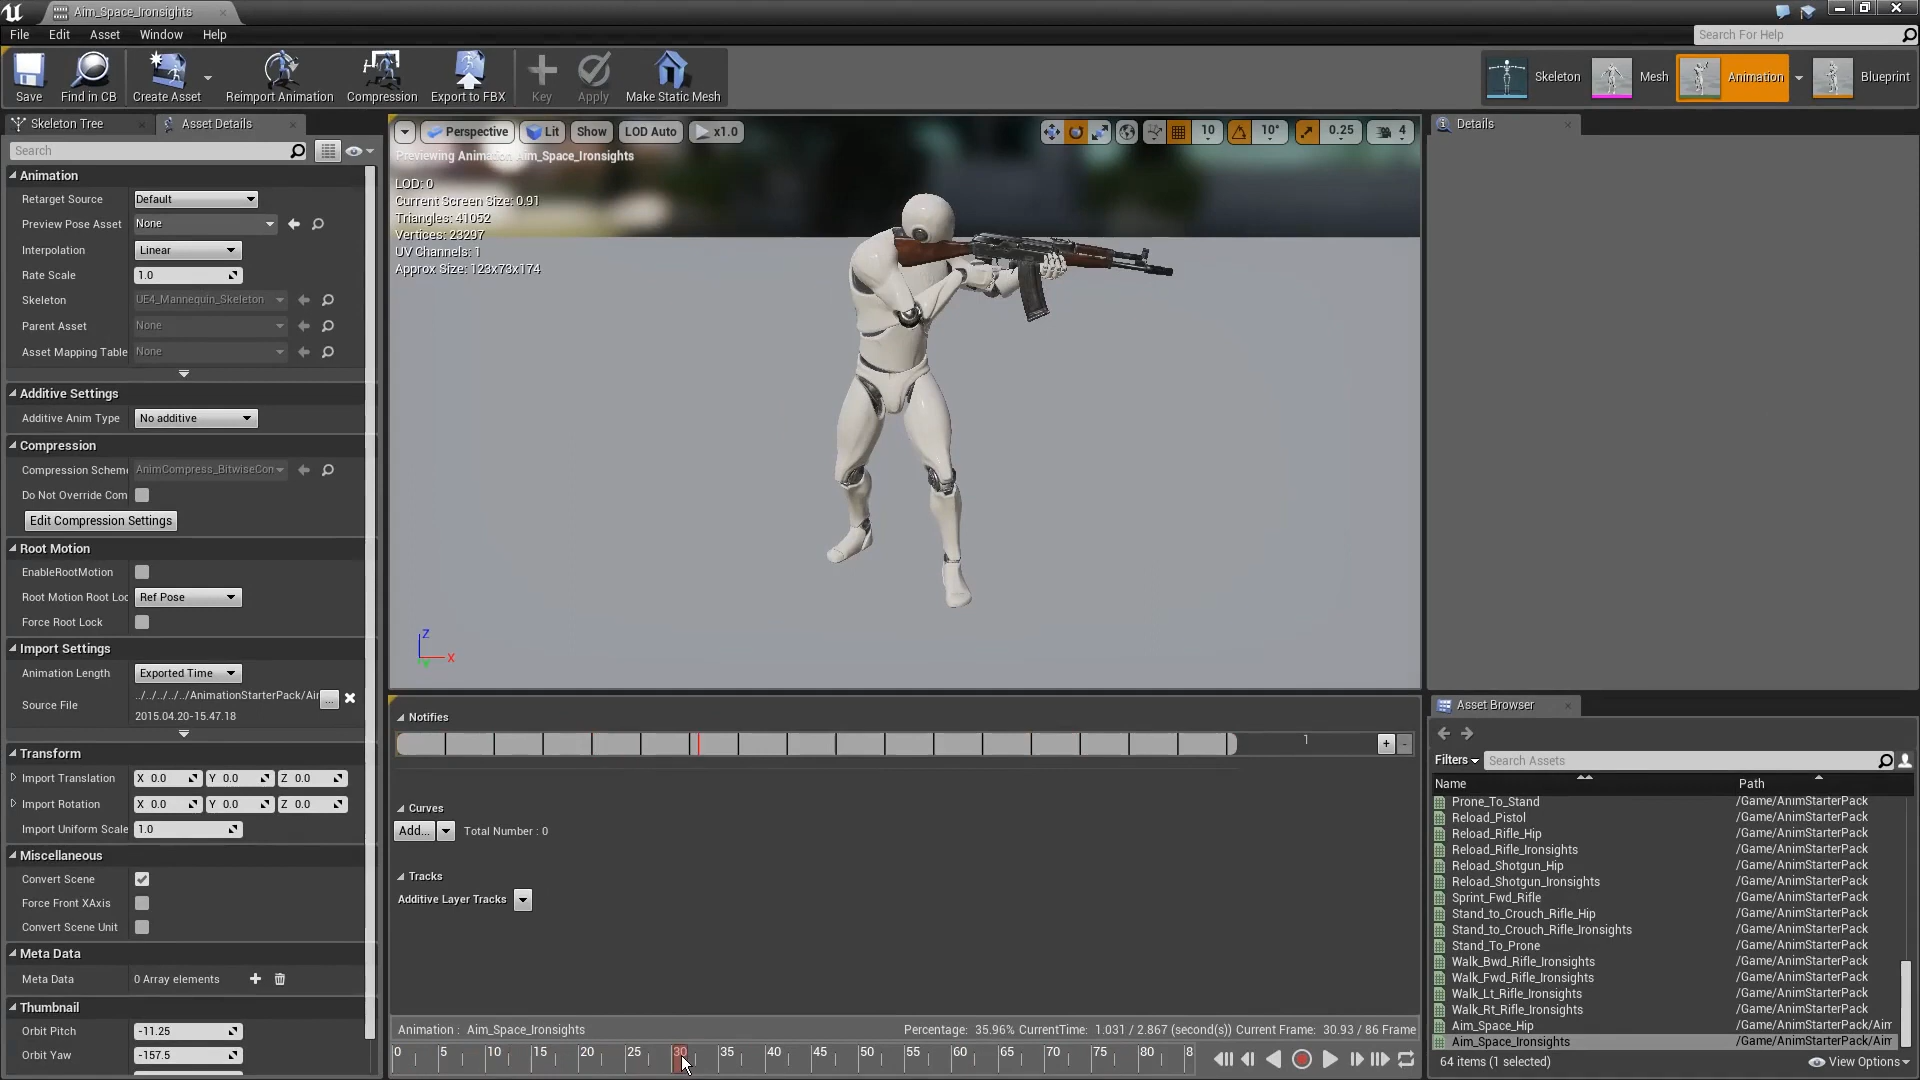 Aim_Space_Ironsights
File Edit Asset Window Help
Search For Help
Save
Find in CB
Create Asset
Reimport Animation
Compression
Export to FBX
Key
Apply
Make Static Mesh
Skeleton
Mesh
Animation
Blueprint
Skeleton Tree
Asset Details
Search
Animation
Retarget Source Default
Preview Pose Asset None
Interpolation Linear
Rate Scale 1.0
Skeleton UE4_Mannequin_Skeleton
Parent Asset None
Asset Mapping Table None
Additive Settings
Additive Anim Type No additive
Compression
Compression Scheme AnimCompress_BitwiseCon
Do Not Override Com
Edit Compression Settings
Root Motion
EnableRootMotion
Root Motion Root Loc Ref Pose
Force Root Lock
Import Settings
Animation Length Exported Time
Source File ../../../../../AnimationStarterPack/Air ...
2015.04.20-15.47.18
Transform
Import Translation X 0.0 Y 0.0 Z 0.0
Import Rotation X 0.0 Y 0.0 Z 0.0
Import Uniform Scale 1.0
Miscellaneous
Convert Scene
Force Front XAxis
Convert Scene Unit
Meta Data
Meta Data 0 Array elements
Thumbnail
Orbit Pitch -11.25
Orbit Yaw -157.5
Perspective Lit Show LOD Auto x1.0
10 10° 0.25 4
Previewing Animation Aim_Space_Ironsights
LOD: 0
Current Screen Size: 0.91
Triangles: 41052
Vertices: 23297
UV Channels: 1
Approx Size: 123x73x174
Z
X
Y
Notifies
1 + -
Curves
Add... Total Number : 0
Tracks
Additive Layer Tracks
Animation : Aim_Space_Ironsights Percentage: 35.96% CurrentTime: 1.031 / 2.867 (second(s)) Current Frame: 30.93 / 86 Frame
0 5 10 15 20 25 30 35 40 45 50 55 60 65 70 75 80 8
Details
Asset Browser
Filters Search Assets
Name Path
Prone_To_Stand /Game/AnimStarterPack
Reload_Pistol /Game/AnimStarterPack
Reload_Rifle_Hip /Game/AnimStarterPack
Reload_Rifle_Ironsights /Game/AnimStarterPack
Reload_Shotgun_Hip /Game/AnimStarterPack
Reload_Shotgun_Ironsights /Game/AnimStarterPack
Sprint_Fwd_Rifle /Game/AnimStarterPack
Stand_to_Crouch_Rifle_Hip /Game/AnimStarterPack
Stand_to_Crouch_Rifle_Ironsights /Game/AnimStarterPack
Stand_To_Prone /Game/AnimStarterPack
Walk_Bwd_Rifle_Ironsights /Game/AnimStarterPack
Walk_Fwd_Rifle_Ironsights /Game/AnimStarterPack
Walk_Lt_Rifle_Ironsights /Game/AnimStarterPack
Walk_Rt_Rifle_Ironsights /Game/AnimStarterPack
Aim_Space_Hip /Game/AnimStarterPack/Aim
Aim_Space_Ironsights /Game/AnimStarterPack/Aim
64 items (1 selected)
View Options